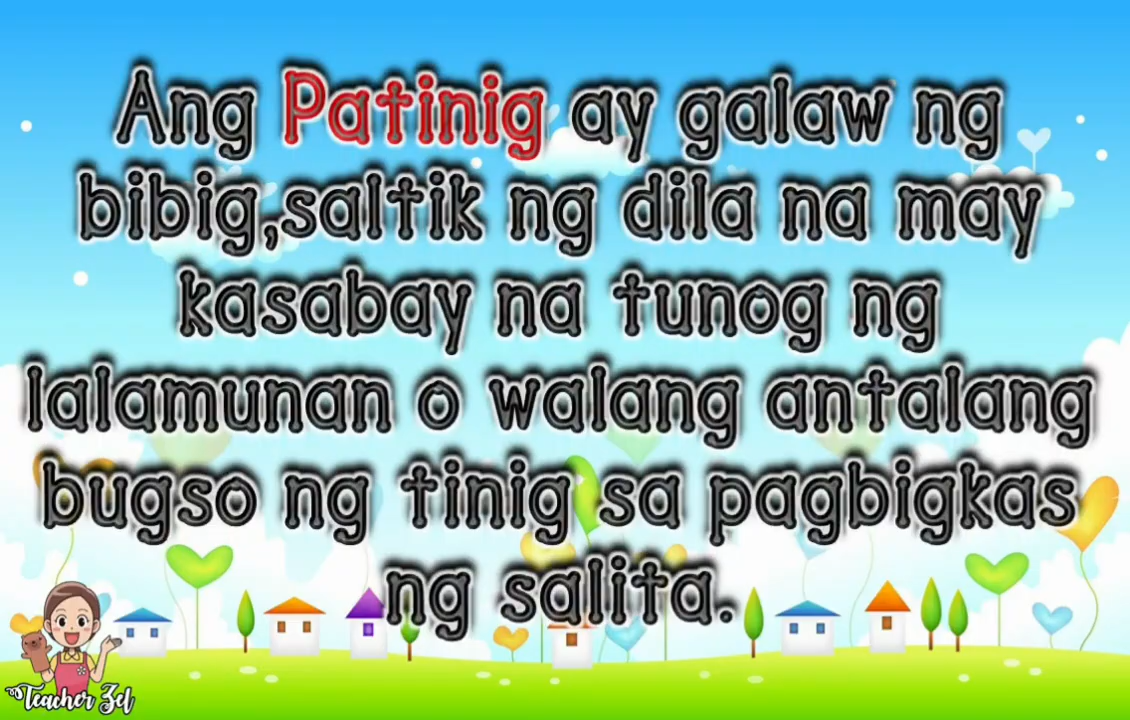 Ang Patinig ay galaw ng
bibig,saltik ng dila na may
kasabay na tunog ng
lalamunan o walang antalang
bugso ng tinig sa pagbigkas
ng salita.
Teacher Zel